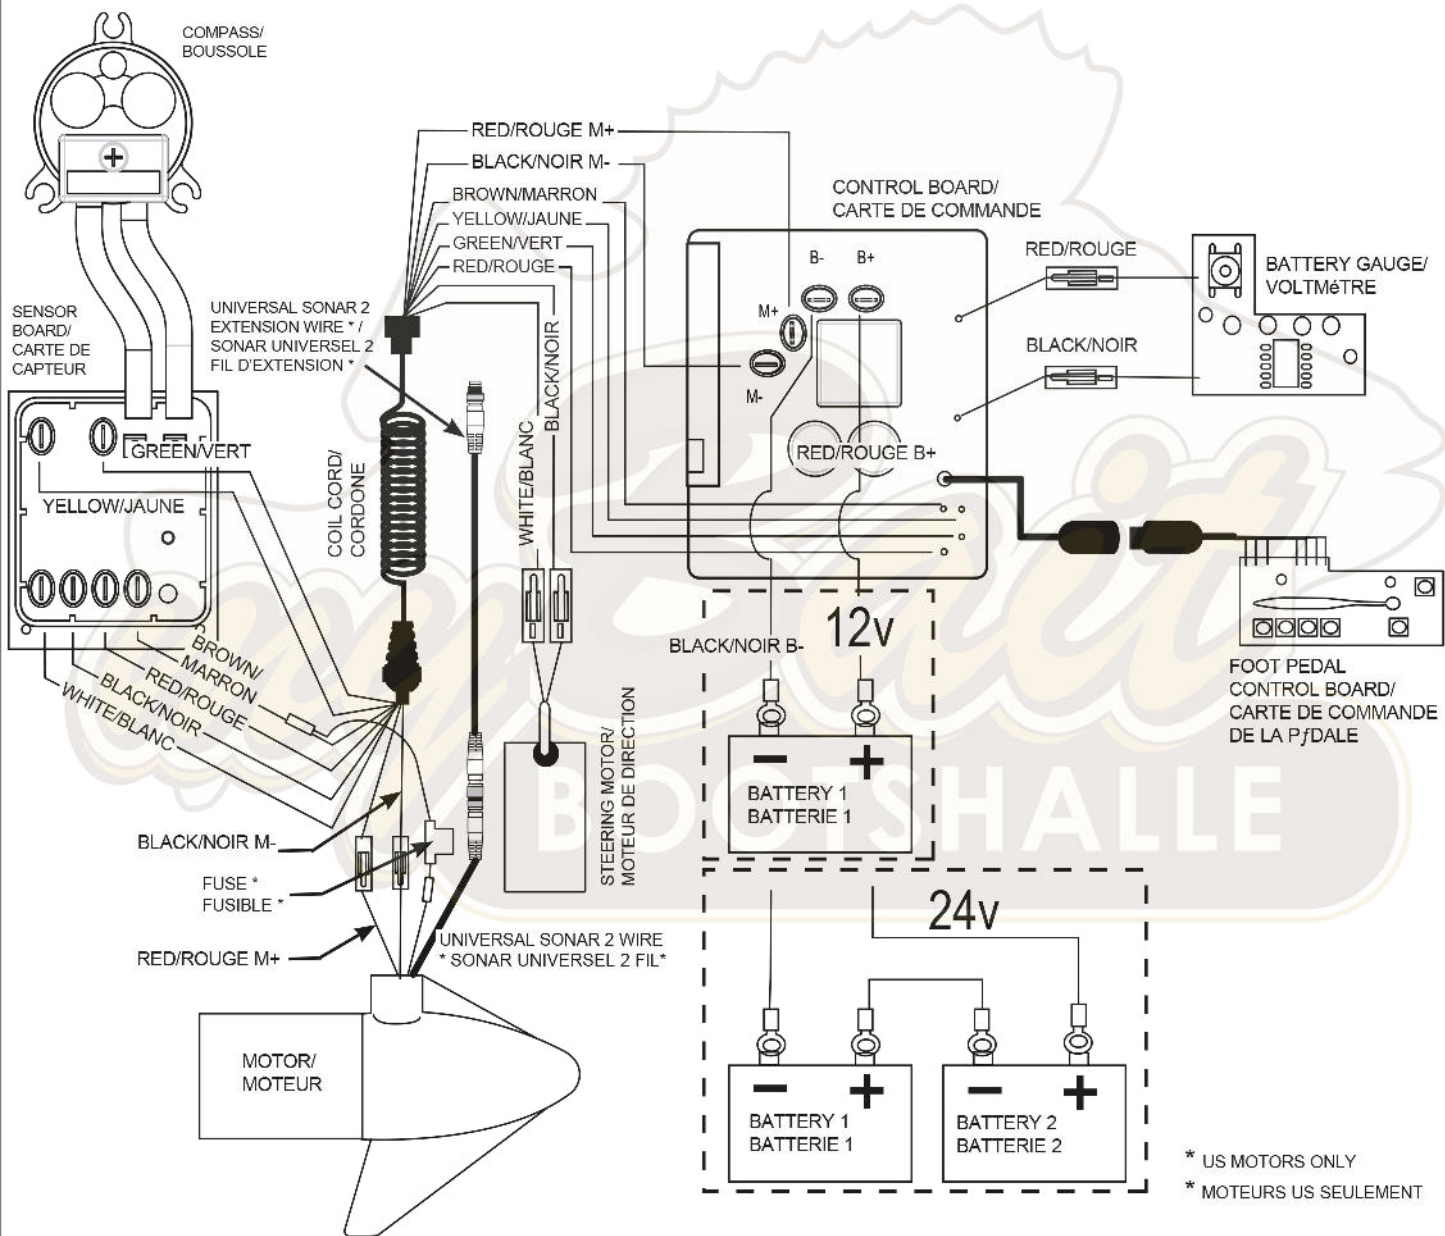 COMPASS/
BOUSSOLE
RED/ROUGE M+
BLACK/NOIR M-
BROWN/MARRON
YELLOW/JAUNE
GREEN/VERT
RED/ROUGE
CONTROL BOARD/
CARTE DE COMMANDE
B- B+
M+
M-
RED/ROUGE B+
RED/ROUGE
BLACK/NOIR
BATTERY GAUGE/
VOLTMéTRE
SENSOR
BOARD/
CARTE DE
CAPTEUR
UNIVERSAL SONAR 2
EXTENSION WIRE * /
SONAR UNIVERSEL 2
FIL D'EXTENSION *
GREEN/VERT
YELLOW/JAUNE
COIL CORD/
CORDONE
WHITE/BLANC
BLACK/NOIR
BROWN/
MARRON
RED/ROUGE
BLACK/NOIR
WHITE/BLANC
BLACK/NOIR B-
12v
- +
BATTERY 1
BATTERIE 1
FOOT PEDAL
CONTROL BOARD/
CARTE DE COMMANDE
DE LA PƒDALE
STEERING MOTOR/
MOTEUR DE DIRECTION
BLACK/NOIR M-
FUSE *
FUSIBLE *
RED/ROUGE M+
UNIVERSAL SONAR 2 WIRE
* SONAR UNIVERSEL 2 FIL*
MOTOR/
MOTEUR
24v
- +
BATTERY 1
BATTERIE 1
- +
BATTERY 2
BATTERIE 2
* US MOTORS ONLY
* MOTEURS US SEULEMENT
myBait
BOOTSHALLE